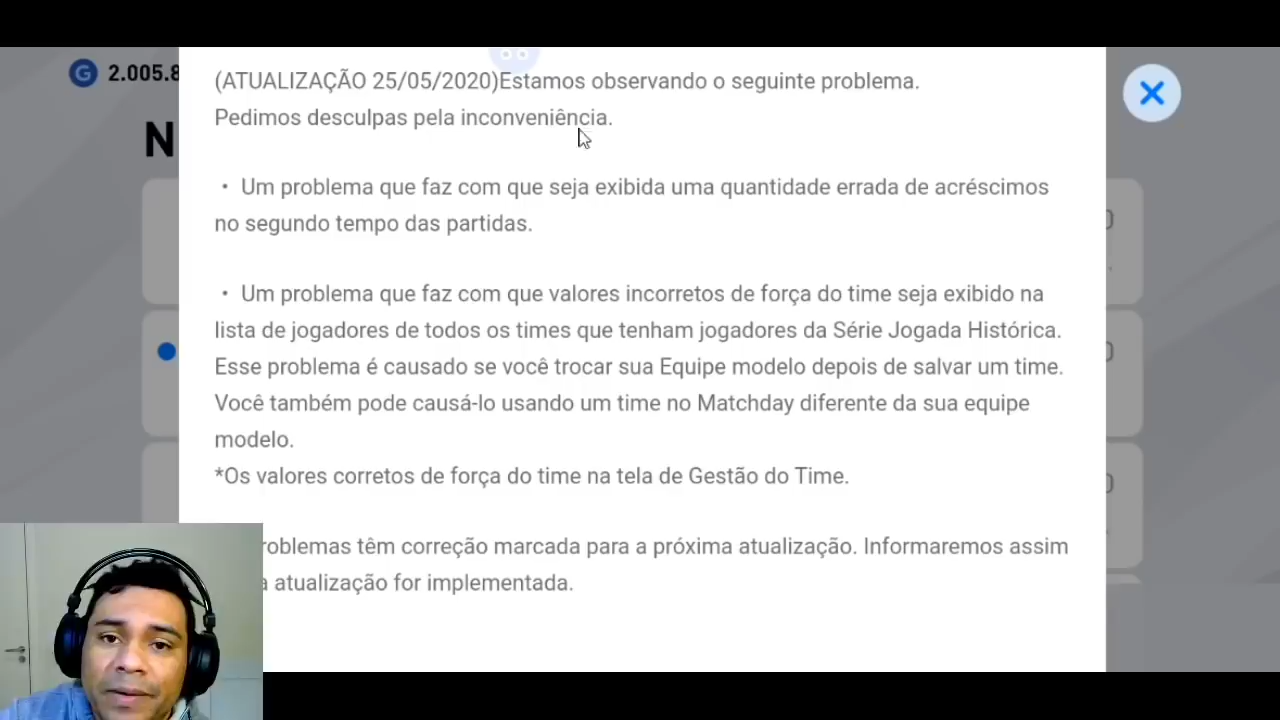 G 2.005.8
(ATUALIZAÇÃO 25/05/2020)Estamos observando o seguinte problema.
Pedimos desculpas pela inconveniência.
N
・ Um problema que faz com que seja exibida uma quantidade errada de acréscimos
no segundo tempo das partidas.
・ Um problema que faz com que valores incorretos de força do time seja exibido na
lista de jogadores de todos os times que tenham jogadores da Série Jogada Histórica.
Esse problema é causado se você trocar sua Equipe modelo depois de salvar um time.
Você também pode causá-lo usando um time no Matchday diferente da sua equipe
modelo.
*Os valores corretos de força do time na tela de Gestão do Time.
roblemas têm correção marcada para a próxima atualização. Informaremos assim
a atualização for implementada.